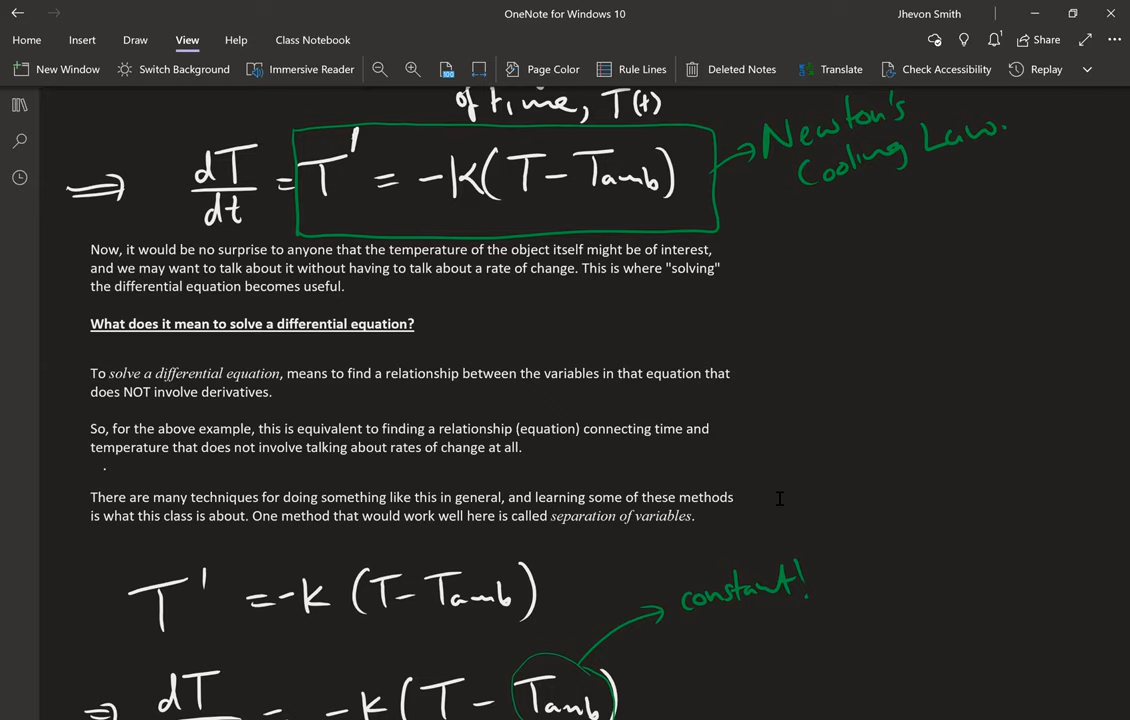 OneNote for Windows 10
Jhevon Smith
Home Insert Draw View Help Class Notebook
1 Share
New Window Switch Background Immersive Reader 100 Page Color Rule Lines Deleted Notes Translate Check Accessibility Replay
of time, T(t)
Newton's
Cooling Law.
⟹ dT/dt = T' = -k(T - Tamb)
Now, it would be no surprise to anyone that the temperature of the object itself might be of interest,
and we may want to talk about it without having to talk about a rate of change. This is where "solving"
the differential equation becomes useful.
What does it mean to solve a differential equation?
To solve a differential equation, means to find a relationship between the variables in that equation that
does NOT involve derivatives.
So, for the above example, this is equivalent to finding a relationship (equation) connecting time and
temperature that does not involve talking about rates of change at all.
There are many techniques for doing something like this in general, and learning some of these methods
is what this class is about. One method that would work well here is called separation of variables.
T' = -k (T - Tamb)
constant!
⟹ dT = -k (T - Tamb)